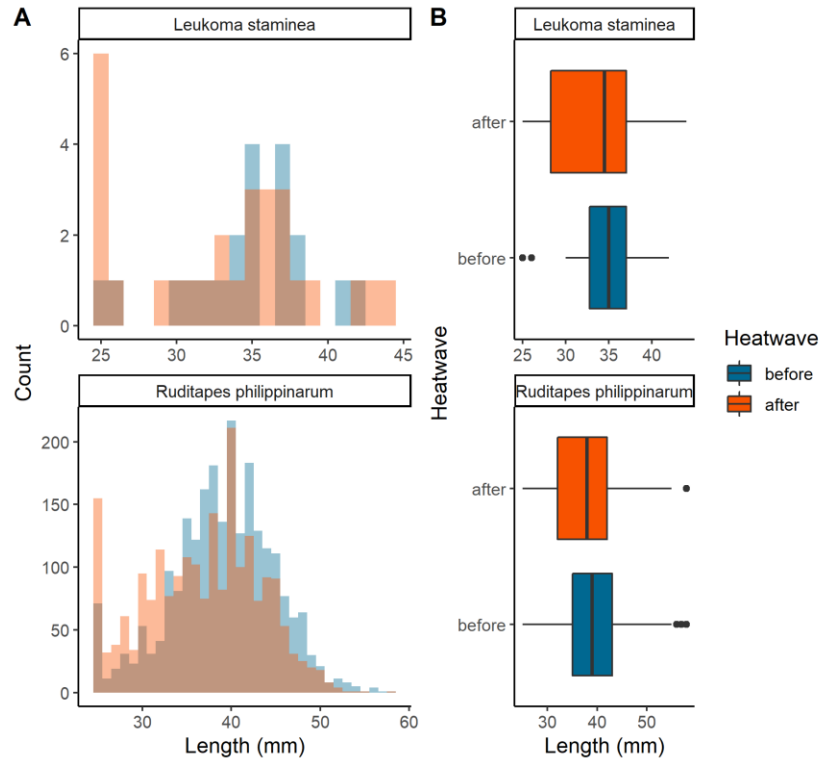 A
Leukoma staminea
6
4
2
0
25 30 35 40 45
Count
Ruditapes philippinarum
200
150
100
50
0
30 40 50 60
Length (mm)
B
Leukoma staminea
after
before
25 30 35 40
Heatwave
Ruditapes philippinarum
after
before
30 40 50
Length (mm)
Heatwave
before
after